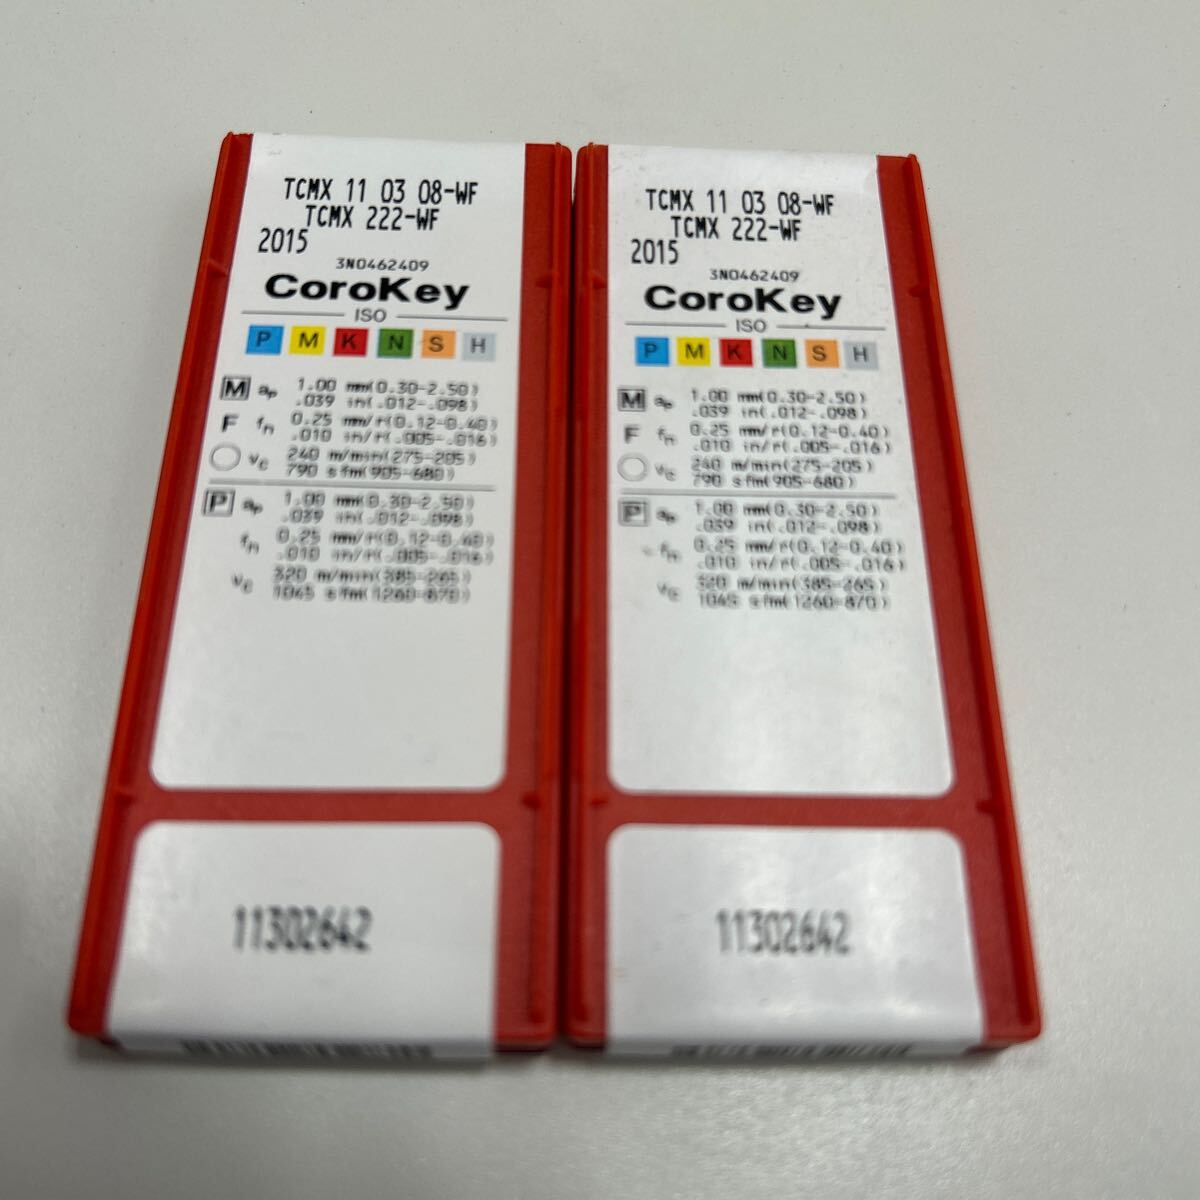 TCMX 11 03 08-WF
TCMX 222-WF
2015
3N0462409
CoroKey
ISO
P M K N S H
M ap 1.00 mm(0.30-2.50)
.039 in(.012-.098)
F fn 0.25 mm/r(0.12-0.40)
.010 in/r(.005-.016)
vc 240 m/min(275-205)
790 sfm(905-680)
P ap 1.00 mm(0.30-2.50)
.039 in(.012-.098)
fn 0.25 mm/r(0.12-0.40)
.010 in/r(.005-.016)
vc 320 m/min(385-265)
1045 sfm(1260-870)
11302642
TCMX 11 03 08-WF
TCMX 222-WF
2015
3N0462409
CoroKey
ISO
P M K N S H
M ap 1.00 mm(0.30-2.50)
.039 in(.012-.098)
F fn 0.25 mm/r(0.12-0.40)
.010 in/r(.005-.016)
vc 240 m/min(275-205)
790 sfm(905-680)
P ap 1.00 mm(0.30-2.50)
.039 in(.012-.098)
fn 0.25 mm/r(0.12-0.40)
.010 in/r(.005-.016)
vc 320 m/min(385-265)
1045 sfm(1260-870)
11302642